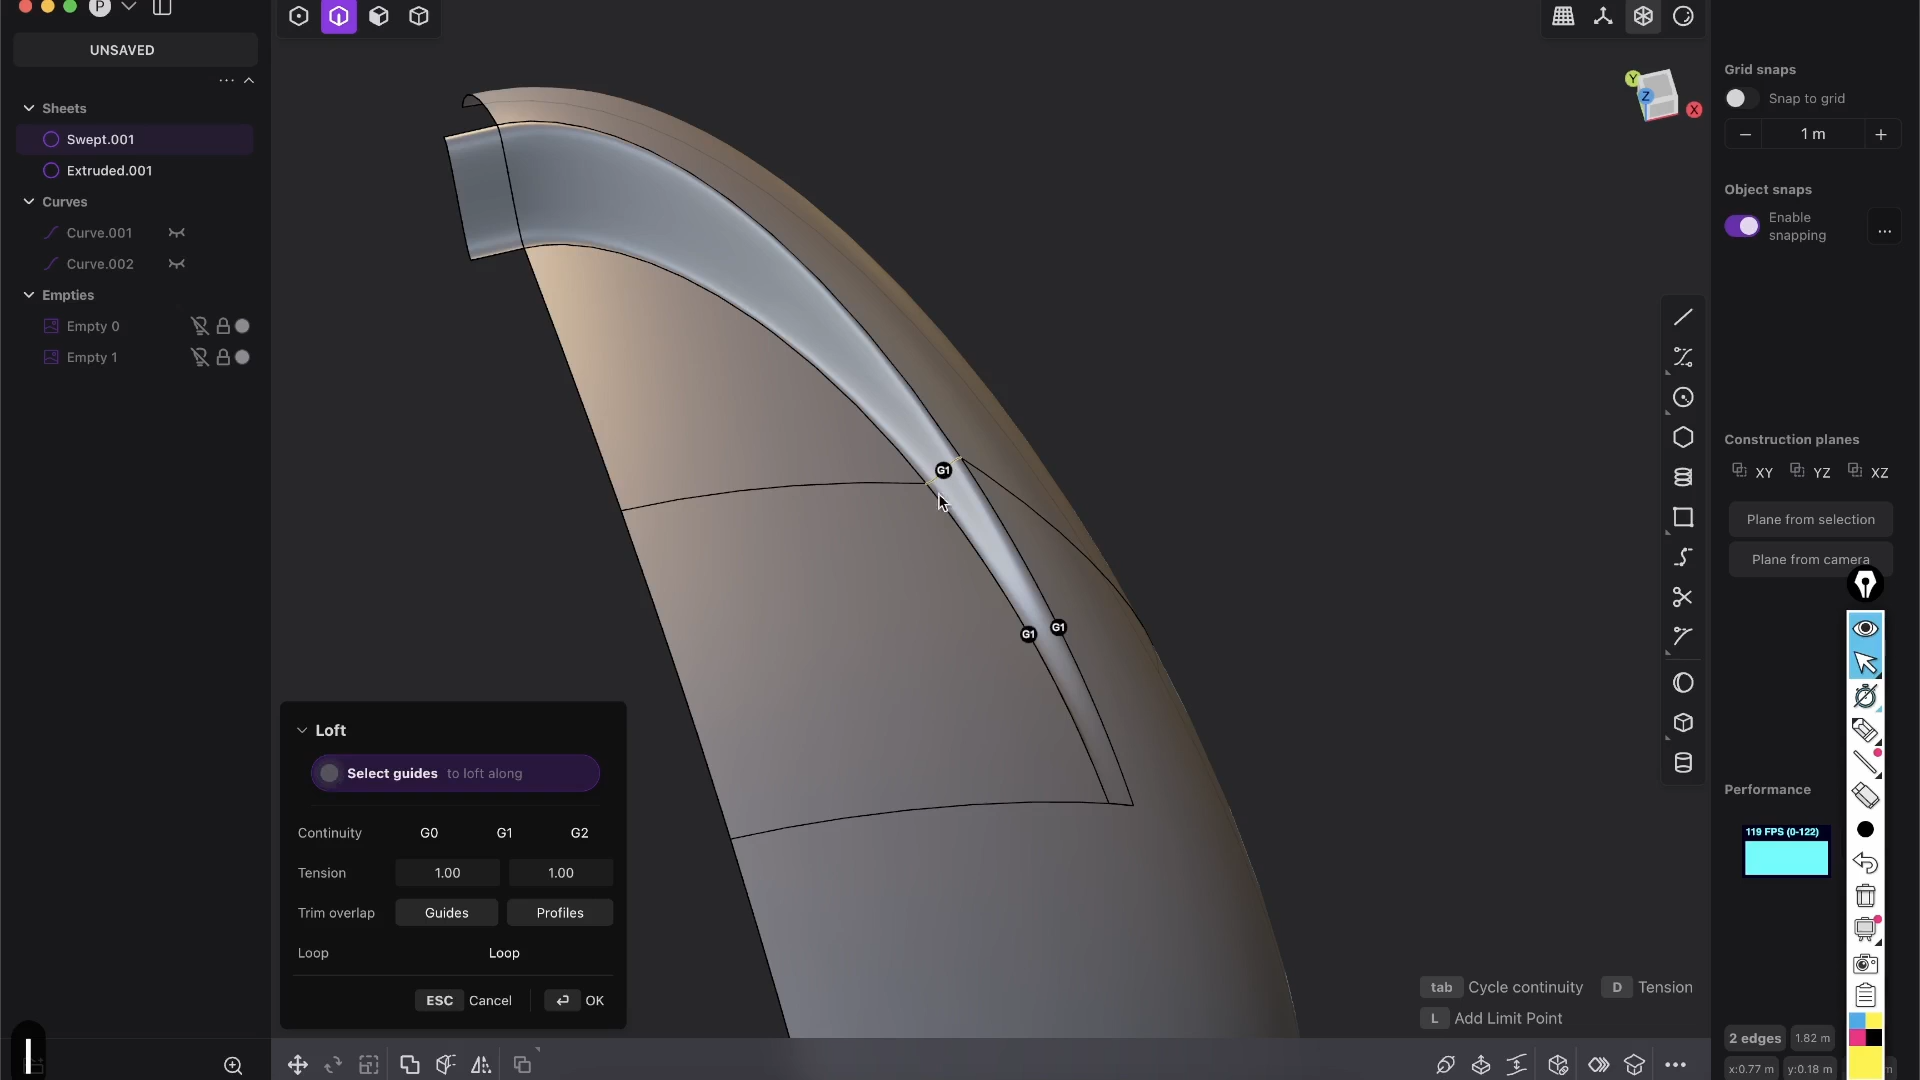 P
UNSAVED
Sheets
Swept.001
Extruded.001
Curves
Curve.001
Curve.002
Empties
Empty 0
Empty 1
Y
Z
X
G1
G1
G1
Loft
Select guides to loft along
Continuity G0 G1 G2
Tension 1.00 1.00
Trim overlap Guides Profiles
Loop Loop
ESC Cancel OK
tab Cycle continuity D Tension
L Add Limit Point
Grid snaps
Snap to grid
− 1 m +
Object snaps
Enable
snapping
...
Construction planes
XY YZ XZ
Plane from selection
Plane from camera
Performance
119 FPS (0-122)
2 edges 1.82 m
x:0.77 m y:0.18 m